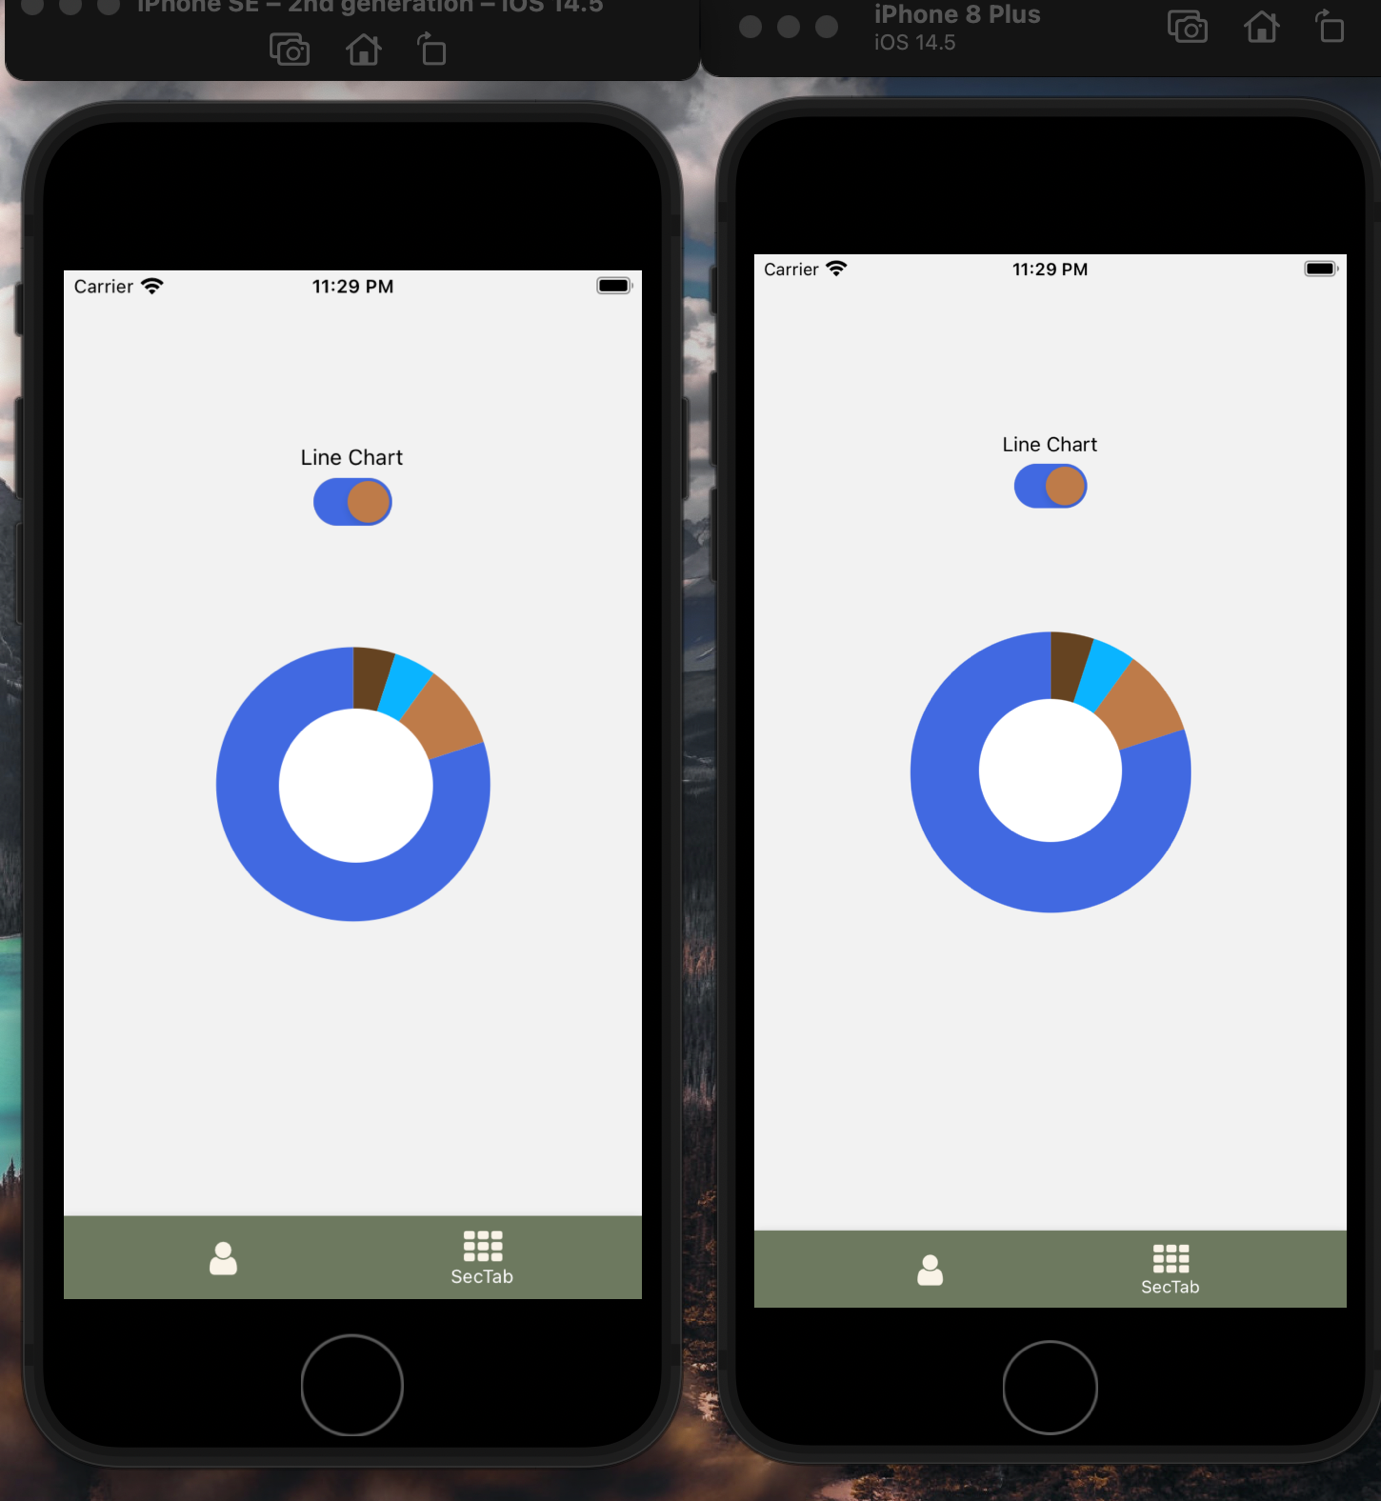 iPhone SE – 2nd generation – iOS 14.5
iPhone 8 Plus
iOS 14.5
Carrier
11:29 PM
Line Chart
SecTab
Carrier
11:29 PM
Line Chart
SecTab